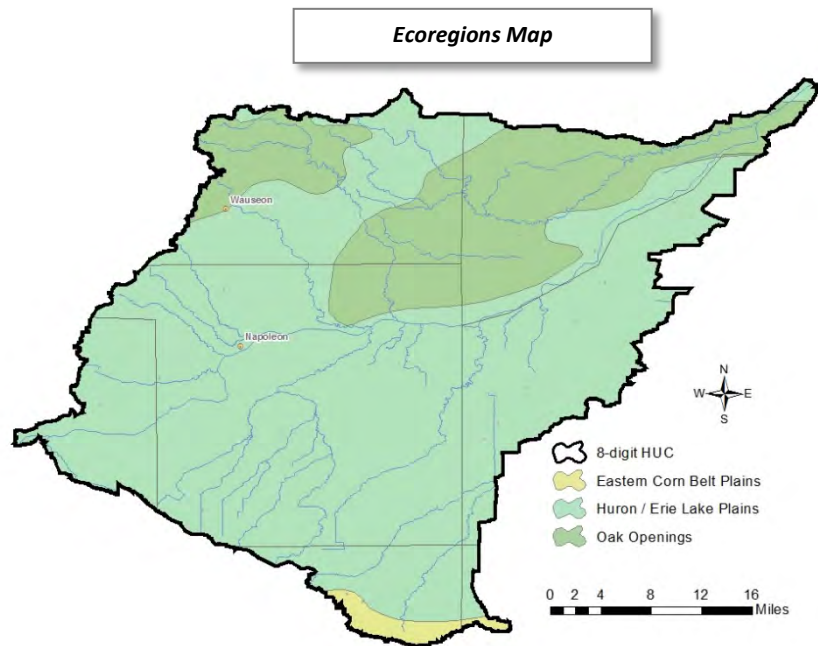 Ecoregions Map
Wauseon
Napoleon
N
W E
S
8-digit HUC
Eastern Corn Belt Plains
Huron / Erie Lake Plains
Oak Openings
0 2 4 8 12 16
Miles